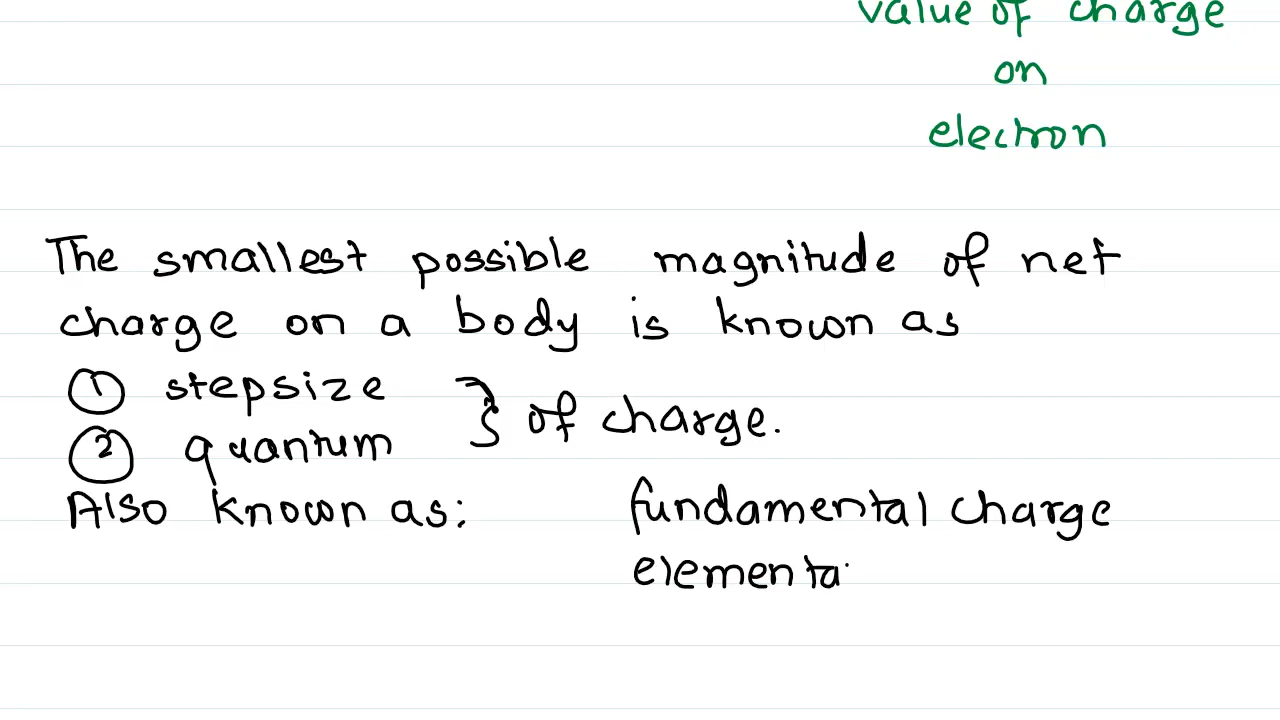 value of charge
on
electron
The smallest possible magnitude of net
charge on a body is known as
① stepsize
② quantum
} of charge.
Also known as: fundamental charge
elementa